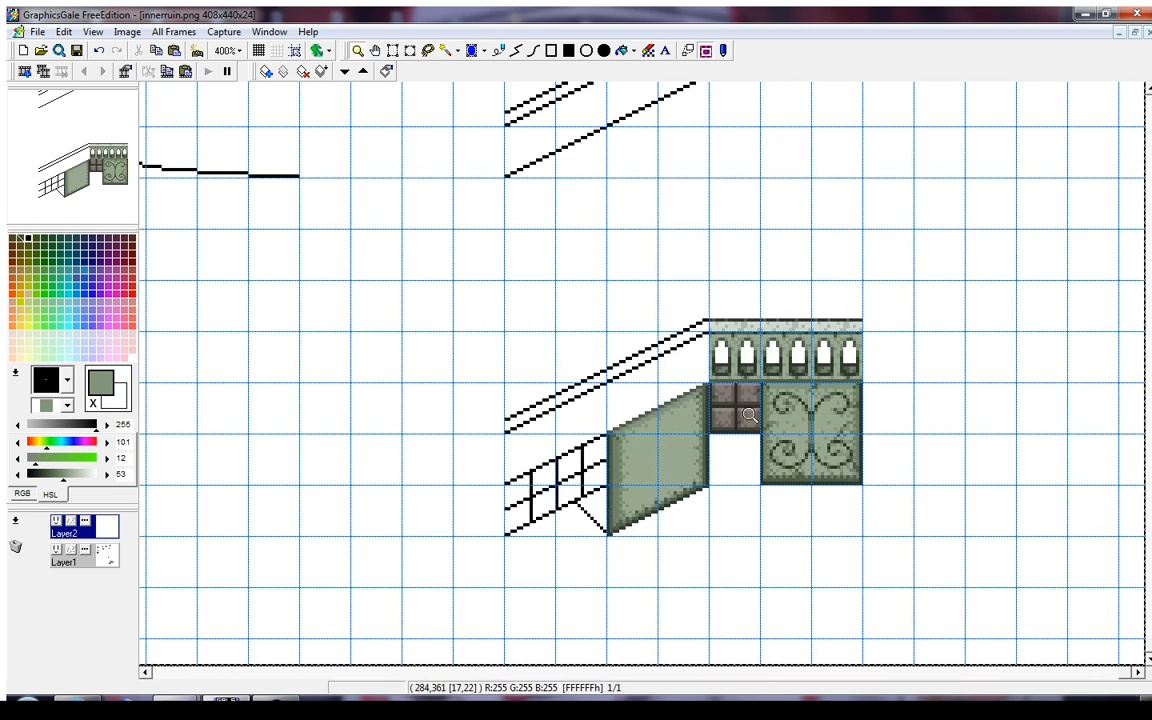 GraphicsGale FreeEdition - [innerruin.png 408x440x24]
File Edit View Image All Frames Capture Window Help
400%
A
X
255
101
12
53
RGB HSL
Layer2
Layer1
( 284,361 [17,22] ) R:255 G:255 B:255 [FFFFFFh] 1/1